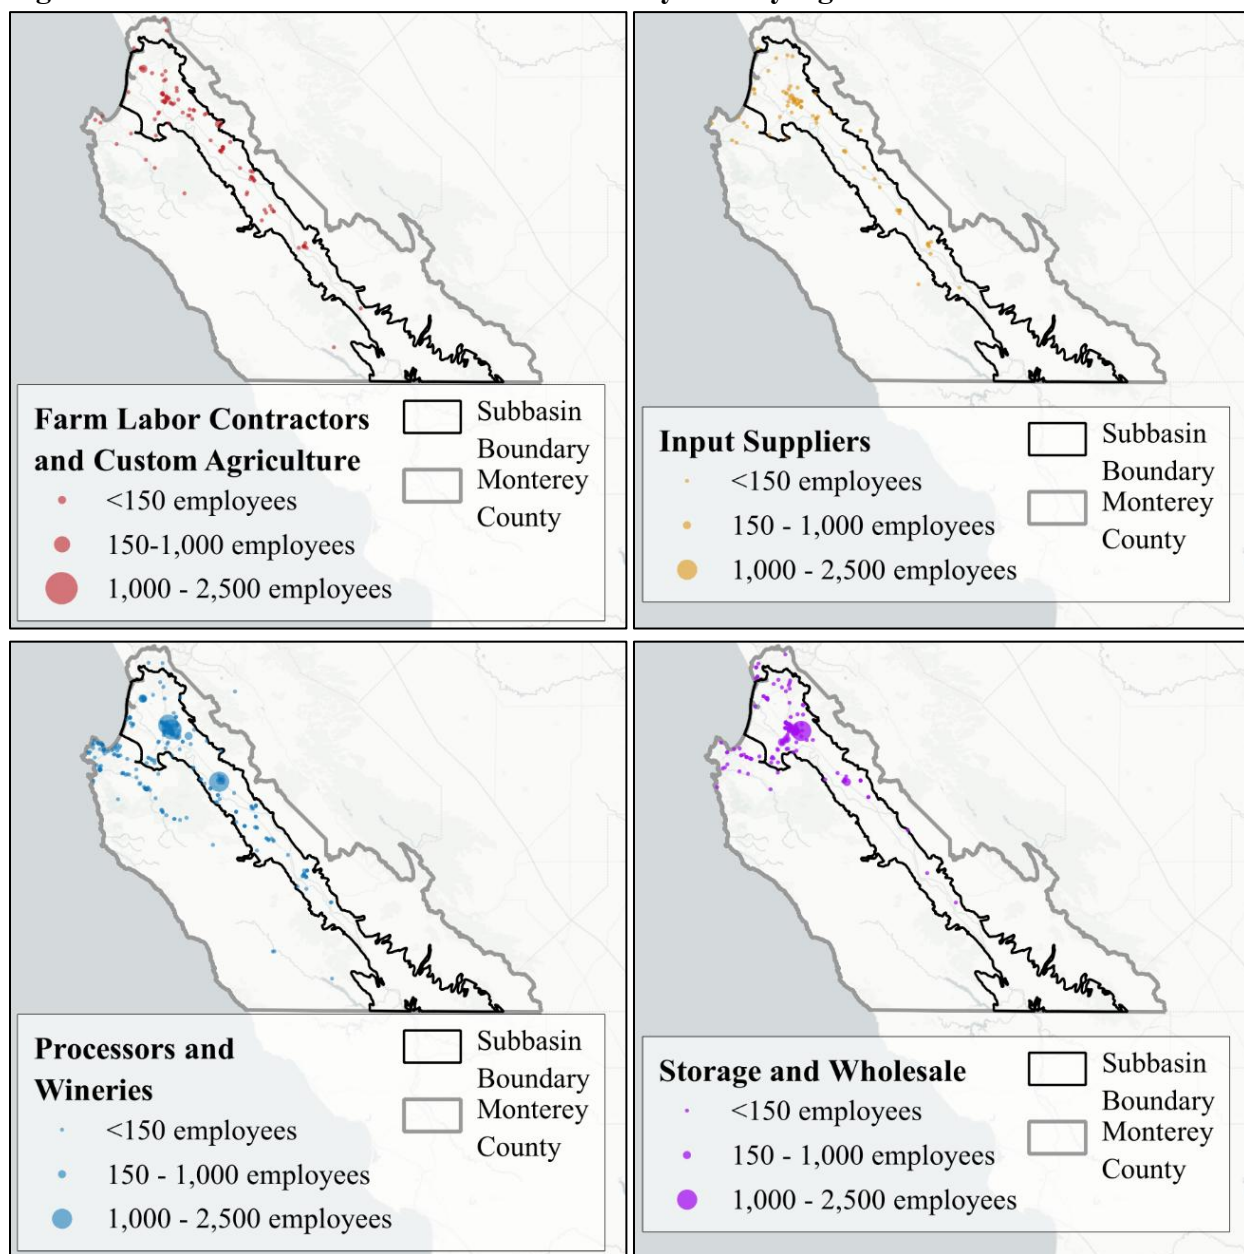 Farm Labor Contractors
and Custom Agriculture
<150 employees
150-1,000 employees
1,000 - 2,500 employees
Subbasin
Boundary
Monterey
County
Input Suppliers
<150 employees
150 - 1,000 employees
1,000 - 2,500 employees
Subbasin
Boundary
Monterey
County
Processors and
Wineries
<150 employees
150 - 1,000 employees
1,000 - 2,500 employees
Subbasin
Boundary
Monterey
County
Storage and Wholesale
<150 employees
150 - 1,000 employees
1,000 - 2,500 employees
Subbasin
Boundary
Monterey
County